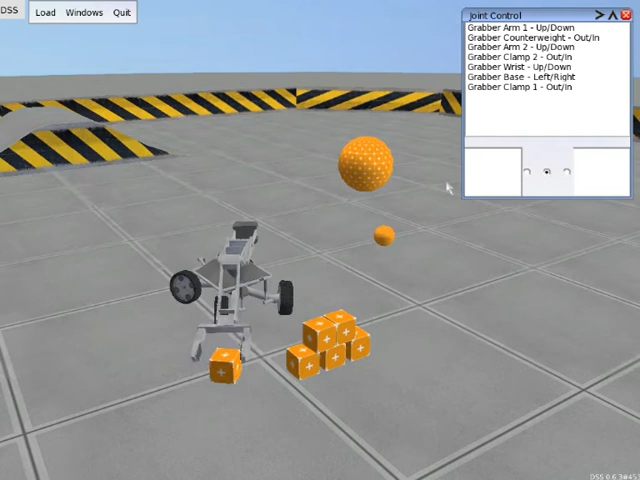 DSS
Load Windows Quit
Joint Control
Grabber Arm 1 - Up/Down
Grabber Counterweight - Out/In
Grabber Arm 2 - Up/Down
Grabber Clamp 2 - Out/In
Grabber Wrist - Up/Down
Grabber Base - Left/Right
Grabber Clamp 1 - Out/In